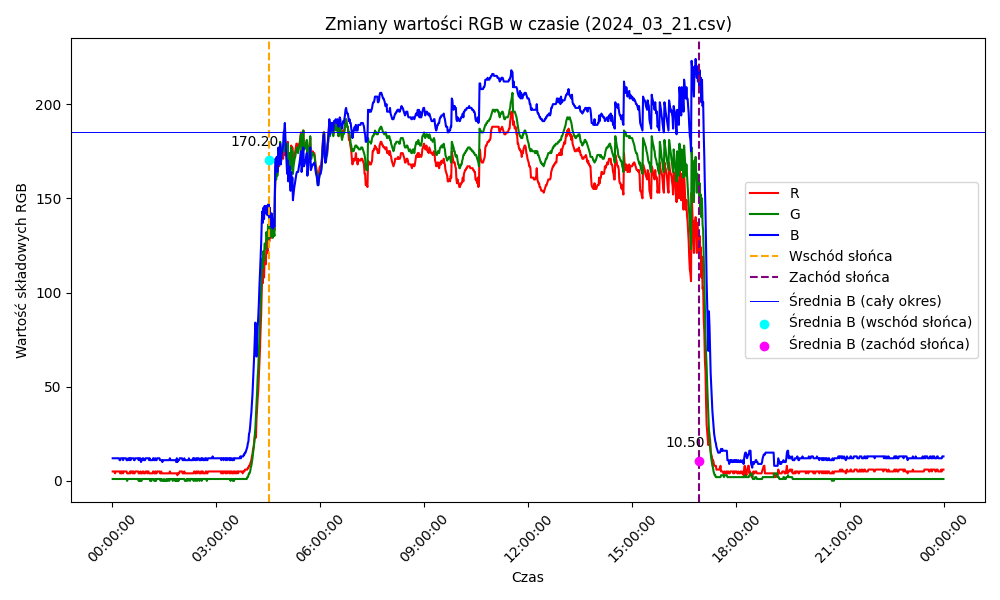 Zmiany wartości RGB w czasie (2024_03_21.csv)
Wartość składowych RGB
200
150
100
50
0
170.20
10.50
R
G
B
Wschód słońca
Zachód słońca
Średnia B (cały okres)
Średnia B (wschód słońca)
Średnia B (zachód słońca)
00:00:00
03:00:00
06:00:00
09:00:00
12:00:00
15:00:00
18:00:00
21:00:00
00:00:00
Czas